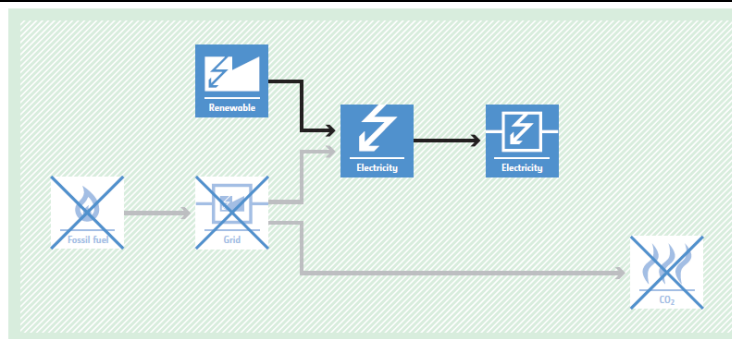 Renewable
Electricity
Electricity
Fossil fuel
Grid
CO₂